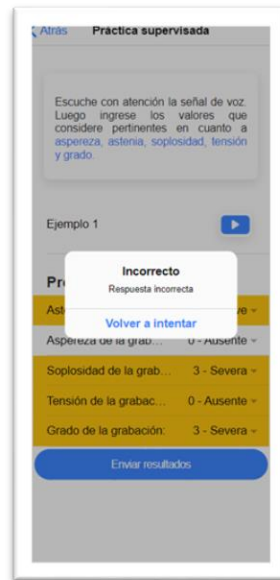 Atrás Práctica supervisada
Escuche con atención la señal de voz.
Luego ingrese los valores que
considere pertinentes en cuanto a
aspereza, astenia, soplosidad, tensión
y grado.
Ejemplo 1
Incorrecto
Respuesta incorrecta
Volver a intentar
Aspereza de la grab... 0 - Ausente
Soplosidad de la grab... 3 - Severa
Tensión de la grabac... 0 - Ausente
Grado de la grabación: 3 - Severa
Enviar resultados